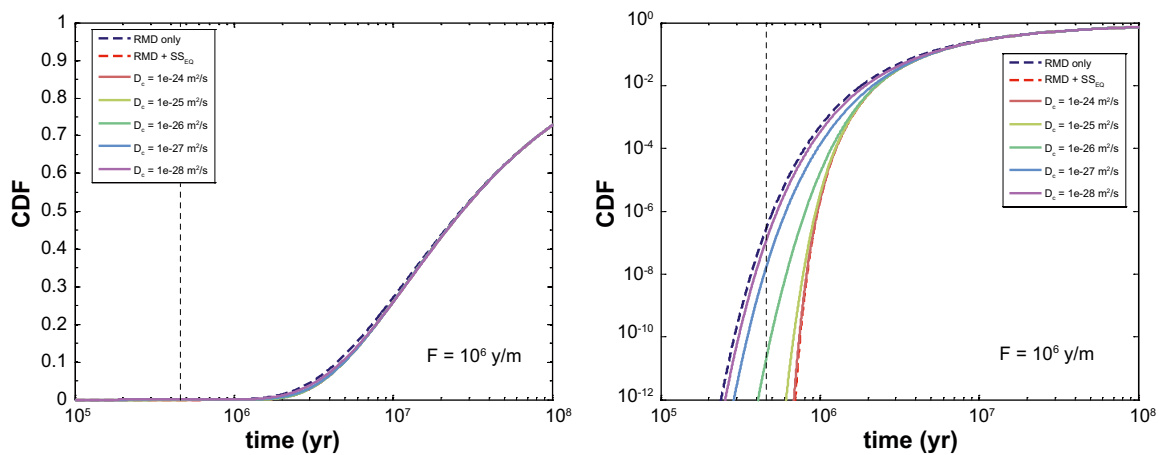 RMD only
RMD + SS_EQ
D_c = 1e-24 m²/s
D_c = 1e-25 m²/s
D_c = 1e-26 m²/s
D_c = 1e-27 m²/s
D_c = 1e-28 m²/s
1
0.9
0.8
0.7
0.6
0.5
0.4
0.3
0.2
0.1
0
CDF
F = 10⁶ y/m
10⁵
10⁶
10⁷
10⁸
time (yr)
10⁰
10⁻²
10⁻⁴
10⁻⁶
10⁻⁸
10⁻¹⁰
10⁻¹²
CDF
RMD only
RMD + SS_EQ
D_c = 1e-24 m²/s
D_c = 1e-25 m²/s
D_c = 1e-26 m²/s
D_c = 1e-27 m²/s
D_c = 1e-28 m²/s
F = 10⁶ y/m
10⁵
10⁶
10⁷
10⁸
time (yr)